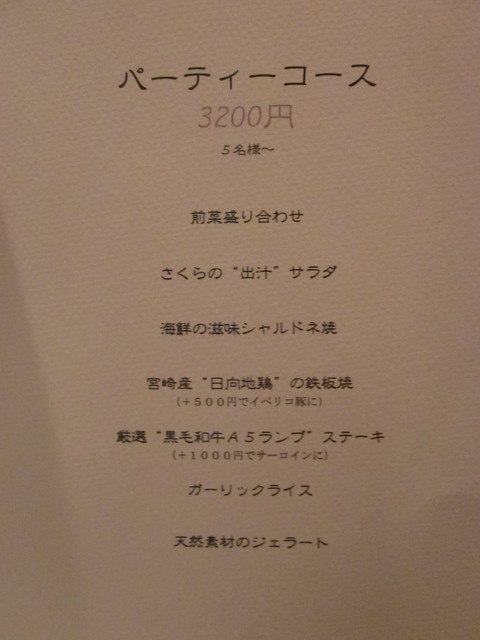 パーティーコース
3200円
5名様～
前菜盛り合わせ
さくらの“出汁”サラダ
海鮮の滋味シャルドネ焼
宮崎産“日向地鶏”の鉄板焼
（＋５００円でイベリコ豚に）
厳選“黒毛和牛Ａ５ランプ”ステーキ
（＋１０００円でサーロインに）
ガーリックライス
天然素材のジェラート